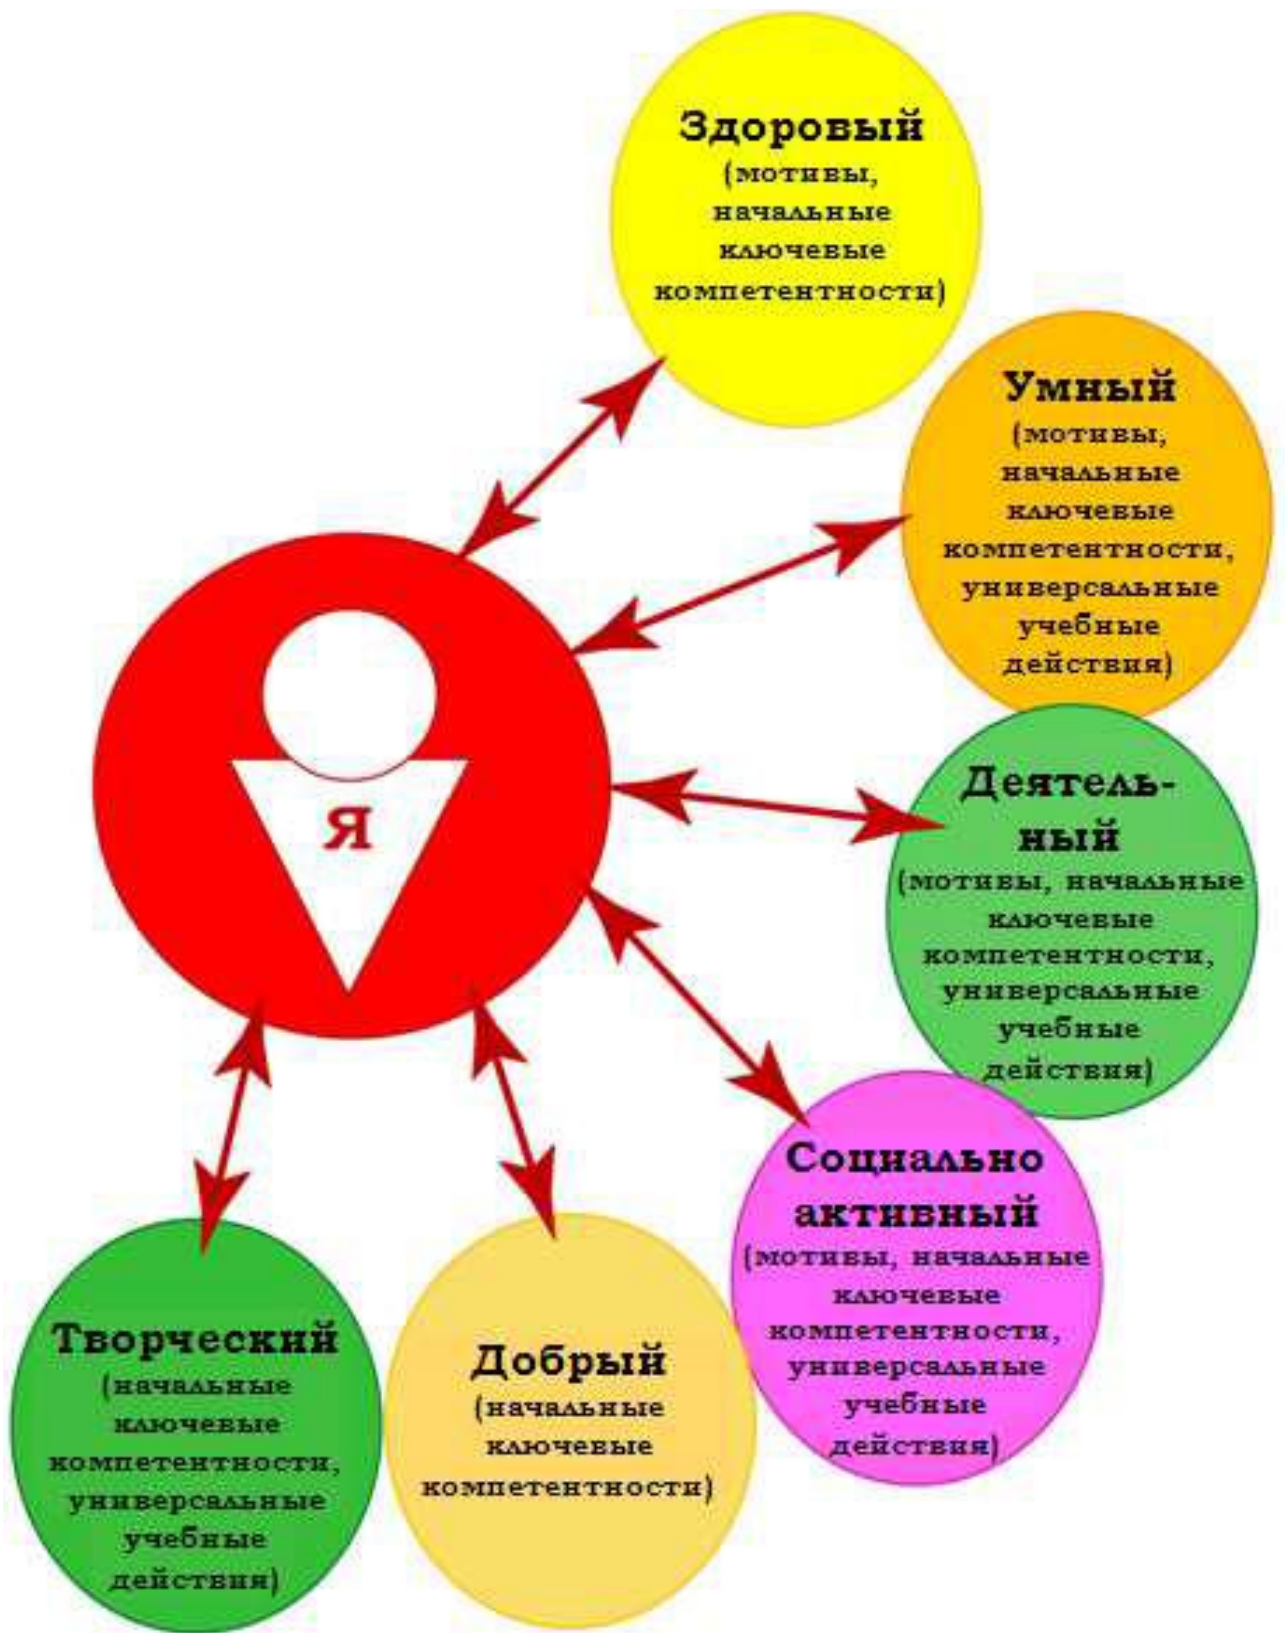 Здоровый
(мотивы,
начальные
ключевые
компетентности)
Умный
(мотивы,
начальные
ключевые
компетентности,
универсальные
учебные
действия)
Деятель-
ный
(мотивы, начальные
ключевые
компетентности,
универсальные
учебные
действия)
Я
Социально
активный
(мотивы, начальные
ключевые
компетентности,
универсальные
учебные
действия)
Добрый
(начальные
ключевые
компетентности)
Творческий
(начальные
ключевые
компетентности,
универсальные
учебные
действия)